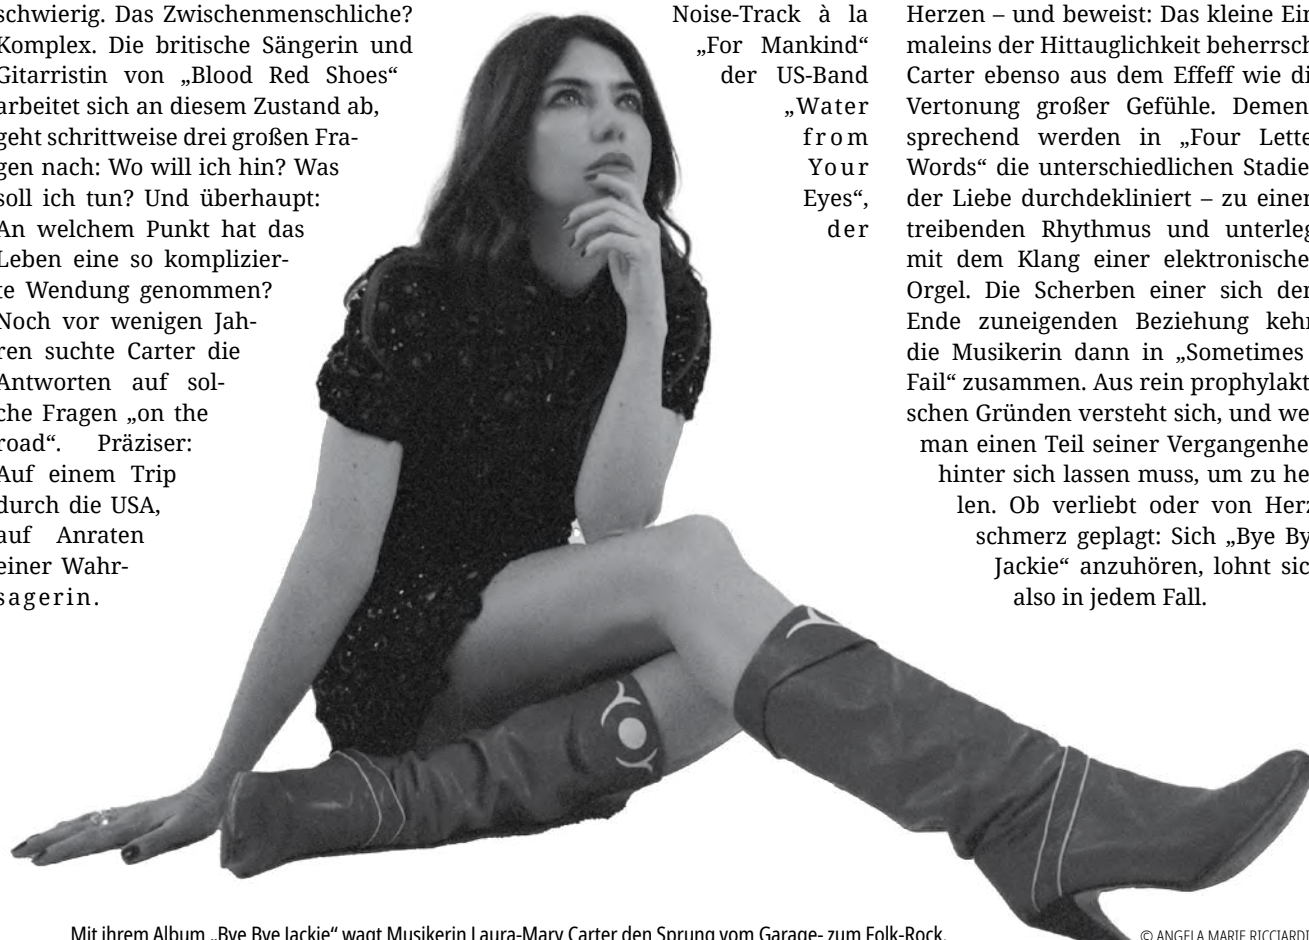 schwierig. Das Zwischenmenschliche?
Komplex. Die britische Sängerin und
Gitarristin von „Blood Red Shoes“
arbeitet sich an diesem Zustand ab,
geht schrittweise drei großen Fra-
gen nach: Wo will ich hin? Was
soll ich tun? Und überhaupt:
An welchem Punkt hat das
Leben eine so komplizier-
te Wendung genommen?
Noch vor wenigen Jah-
ren suchte Carter die
Antworten auf sol-
che Fragen „on the
road“. Präziser:
Auf einem Trip
durch die USA,
auf Anraten
einer Wahr-
sagerin.
Noise-Track à la
„For Mankind“
der US-Band
„Water
from
Your
Eyes“,
der
Herzen – und beweist: Das kleine Ein
maleins der Hittauglichkeit beherrsch
Carter ebenso aus dem Effeff wie di
Vertonung großer Gefühle. Demen
sprechend werden in „Four Lette
Words“ die unterschiedlichen Stadie
der Liebe durchdekliniert – zu einem
treibenden Rhythmus und unterleg
mit dem Klang einer elektronische
Orgel. Die Scherben einer sich dem
Ende zuneigenden Beziehung kehr
die Musikerin dann in „Sometimes
Fail“ zusammen. Aus rein prophylakt
schen Gründen versteht sich, und we
man einen Teil seiner Vergangenhe
hinter sich lassen muss, um zu he
len. Ob verliebt oder von Herz
schmerz geplagt: Sich „Bye By
Jackie“ anzuhören, lohnt sic
also in jedem Fall.
Mit ihrem Album „Bye Bye Jackie“ wagt Musikerin Laura-Mary Carter den Sprung vom Garage- zum Folk-Rock.
© ANGELA MARIE RICCIARDI